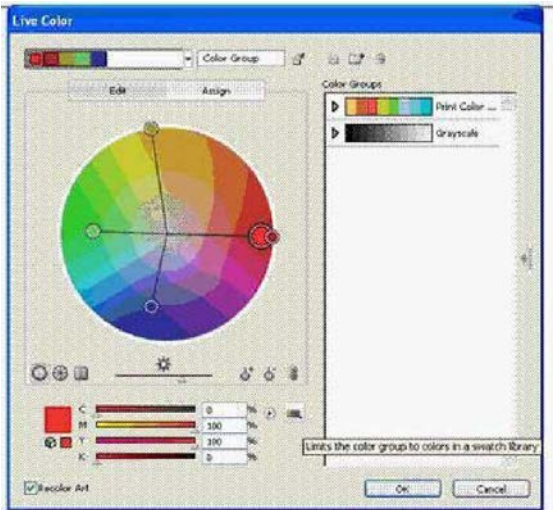 Live Color
Color Group
Edit Assign
Color Groups
Print Color ...
Grayscale
C 0 %
M 100 %
Y 100 %
K 0 %
Limits the color group to colors in a swatch library
Recolor Art
OK Cancel